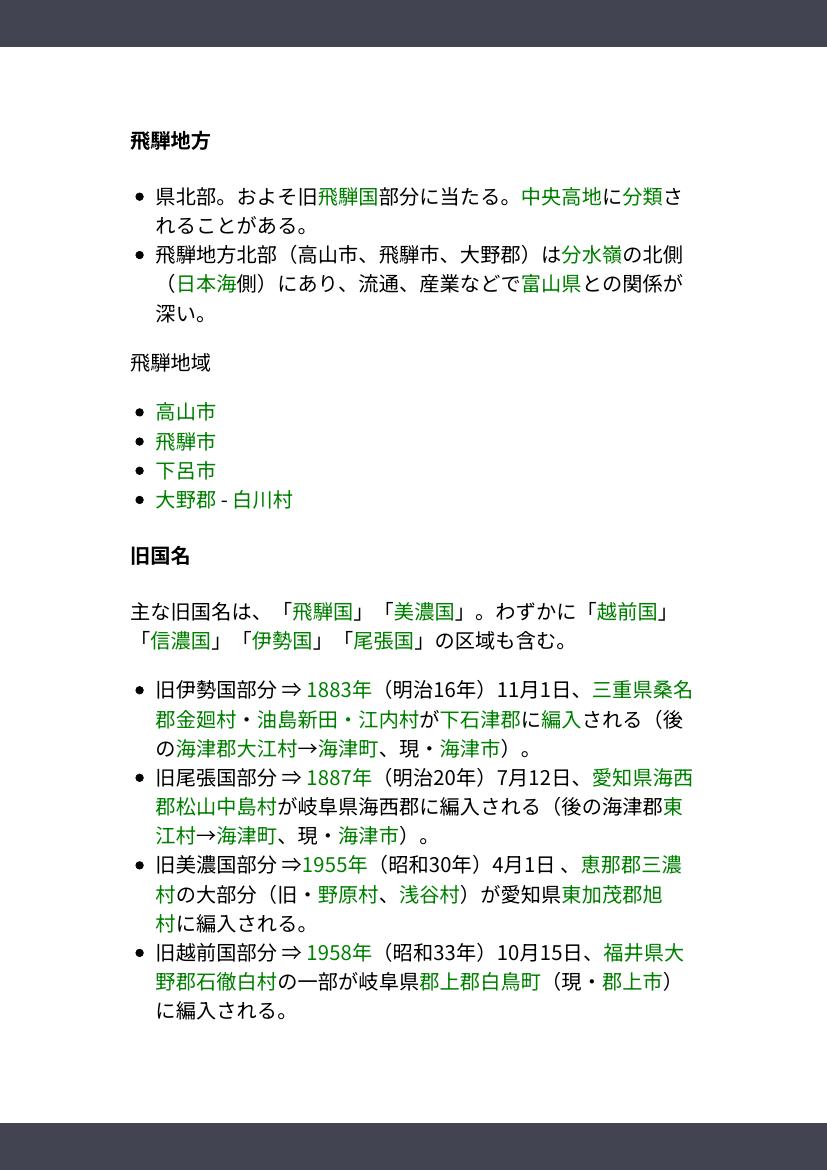 飛騨地方
県北部。およそ旧飛騨国部分に当たる。中央高地に分類さ
れることがある。
飛騨地方北部（高山市、飛騨市、大野郡）は分水嶺の北側
（日本海側）にあり、流通、産業などで富山県との関係が
深い。
飛騨地域
高山市
飛騨市
下呂市
大野郡 - 白川村
旧国名
主な旧国名は、「飛騨国」「美濃国」。わずかに「越前国」
「信濃国」「伊勢国」「尾張国」の区域も含む。
旧伊勢国部分 ⇒ 1883年（明治16年）11月1日、三重県桑名
郡金廻村・油島新田・江内村が下石津郡に編入される（後
の海津郡大江村→海津町、現・海津市）。
旧尾張国部分 ⇒ 1887年（明治20年）7月12日、愛知県海西
郡松山中島村が岐阜県海西郡に編入される（後の海津郡東
江村→海津町、現・海津市）。
旧美濃国部分 ⇒1955年（昭和30年）4月1日 、恵那郡三濃
村の大部分（旧・野原村、浅谷村）が愛知県東加茂郡旭
村に編入される。
旧越前国部分 ⇒ 1958年（昭和33年）10月15日、福井県大
野郡石徹白村の一部が岐阜県郡上郡白鳥町（現・郡上市）
に編入される。